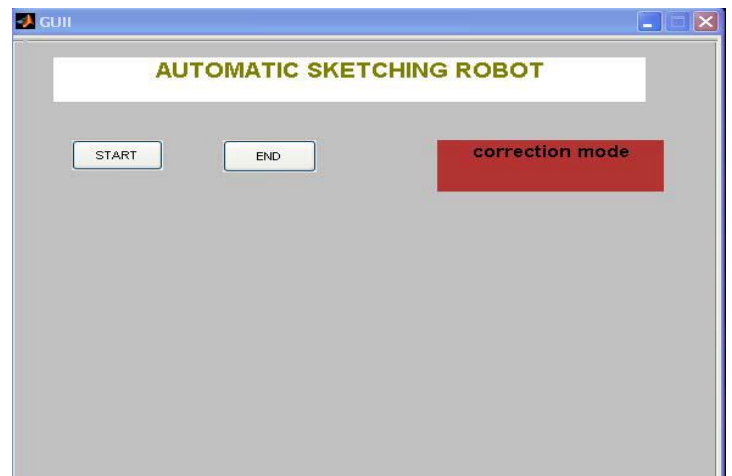 GUII
AUTOMATIC SKETCHING ROBOT
START
END
correction mode